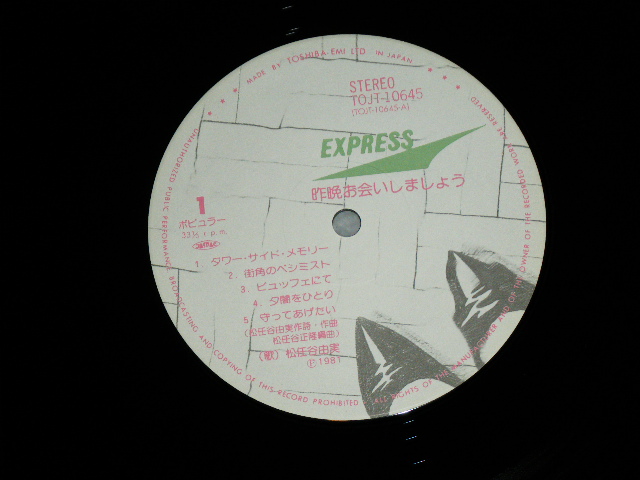 ★ ★ ★ MADE BY TOSHIBA EMI LTD IN JAPAN ★ ★ ★
STEREO
TOJT-10645
(TOJT-10645-A)
EXPRESS
昨晩お会いしましょう
1
ポピュラー
33⅓ r.p.m.
JASRAC
1. タワー・サイド・メモリー
2. 街角のペシミスト
3. ビュッフェにて
4. 夕闇をひとり
5. 守ってあげたい
(松任谷由実作詩・作曲
松任谷正隆編曲)
(歌) 松任谷由実
Ⓟ1981
UNAUTHORIZED PUBLIC PERFORMANCE BROADCASTING AND COPYING OF THIS RECORD PROHIBITED · ALL RIGHTS OF THE MANUFACTURER AND OF THE OWNER OF THE RECORDED WORK ARE RESERVED